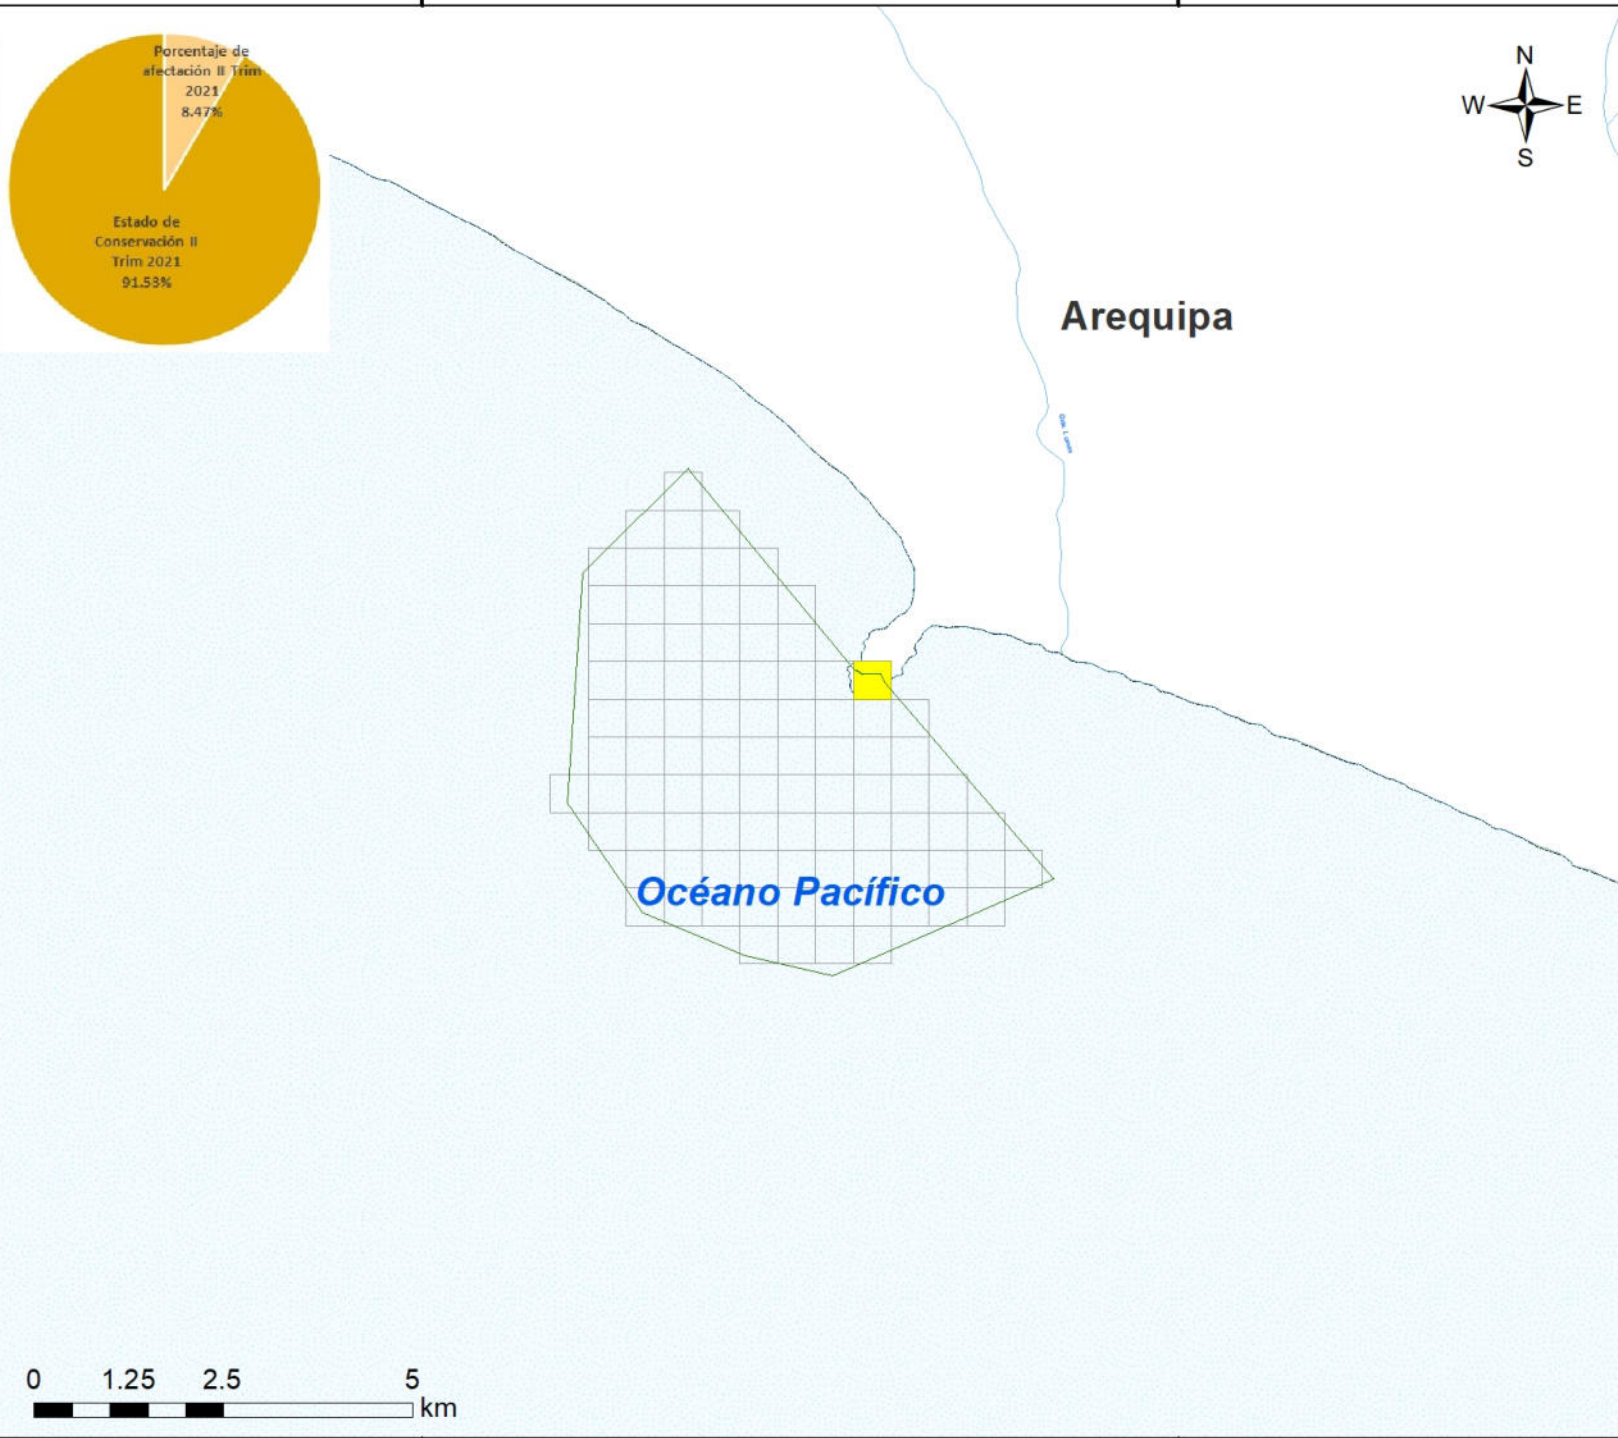 Porcentaje de
afectación II Trim
2021
8.47%
Estado de
Conservación II
Trim 2021
91.53%
N
W
E
S
Arequipa
Océano Pacífico
0 1.25 2.5 5
km